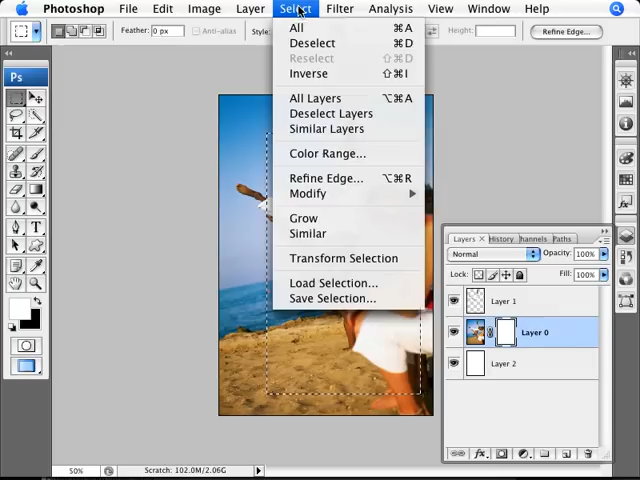 Photoshop File Edit Image Layer Select Filter Analysis View Window Help
Feather: 0 px Anti-alias Style: Height: Refine Edge...
All ⌘A
Deselect ⌘D
Reselect ⇧⌘D
Inverse ⇧⌘I
All Layers ⌥⌘A
Deselect Layers
Similar Layers
Color Range...
Refine Edge... ⌥⌘R
Modify
Grow
Similar
Transform Selection
Load Selection...
Save Selection...
Ps
T
Layers History hannels Paths
Normal Opacity: 100%
Lock: Fill: 100%
Layer 1
Layer 0
Layer 2
fx
50% Scratch: 102.0M/2.06G